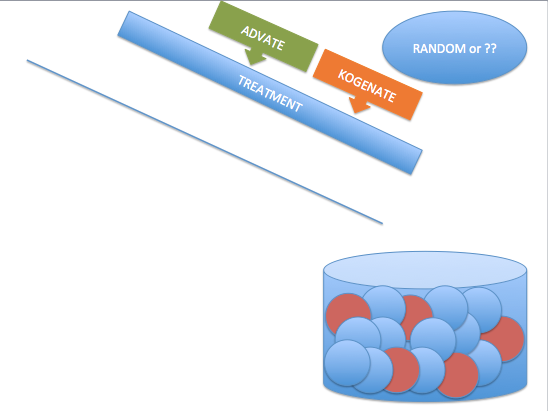 ADVATE
KOGENATE
TREATMENT
RANDOM or ??